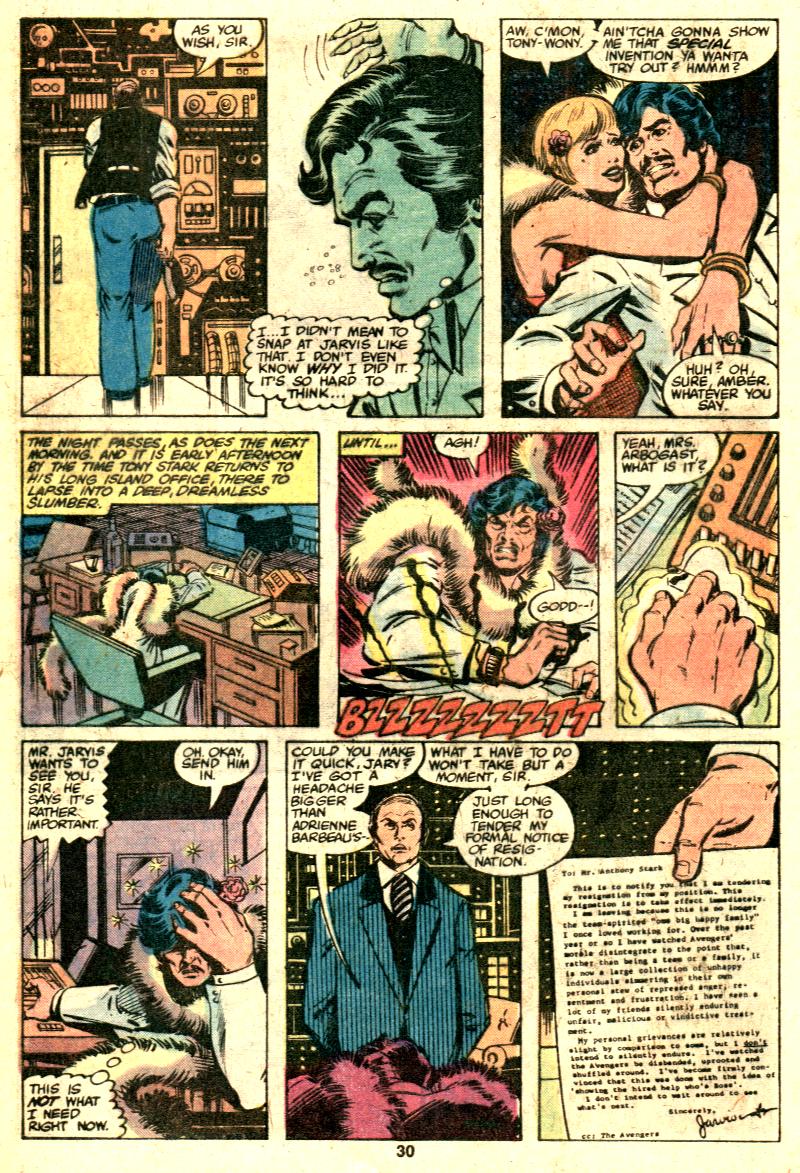 AS YOU
WISH, SIR.
I...I DIDN'T MEAN TO
SNAP AT JARVIS LIKE
THAT. I DON'T EVEN
KNOW WHY I DID IT.
IT'S SO HARD TO
THINK...
AW, C'MON,
TONY-WONY.
AIN'TCHA GONNA SHOW
ME THAT SPECIAL
INVENTION YA WANTA
TRY OUT? HMMM?
HUH? OH,
SURE, AMBER.
WHATEVER YOU
SAY.
THE NIGHT PASSES, AS DOES THE NEXT
MORNING. AND IT IS EARLY AFTERNOON
BY THE TIME TONY STARK RETURNS TO
HIS LONG ISLAND OFFICE, THERE TO
LAPSE INTO A DEEP, DREAMLESS
SLUMBER.
UNTIL...
AGH!
GODD--!
BZZZZZZZZTT
YEAH, MRS.
ARBOGAST,
WHAT IS IT?
MR. JARVIS
WANTS TO
SEE YOU,
SIR. HE
SAYS IT'S
RATHER
IMPORTANT.
OH. OKAY,
SEND HIM
IN.
THIS IS
NOT WHAT
I NEED
RIGHT NOW.
COULD YOU MAKE
IT QUICK, JARY?
I'VE GOT A
HEADACHE
BIGGER
THAN
ADRIENNE
BARBEAU'S--
WHAT I HAVE TO DO
WON'T TAKE BUT A
MOMENT, SIR.
JUST LONG
ENOUGH TO
TENDER MY
FORMAL NOTICE
OF RESIG-
NATION.
To: Mr. Anthony Stark
This is to notify you that I am tendering
my resignation from my position. This
resignation is to take effect immediately.
I am leaving because this is no longer
the team-spirited "one big happy family"
I once loved working for. Over the past
year or so I have watched Avengers'
morale disintegrate to the point that,
rather than being a team or a family, it
is now a large collection of unhappy
individuals simmering in their own
personal stew of repressed anger, re-
sentment and frustration. I have seen a
lot of my friends silently enduring
unfair, malicious or vindictive treat-
ment.
My personal grievances are relatively
slight by comparison to some, but I don't
intend to silently endure. I've watched
the Avengers be disbanded, uprooted and
shuffled around. I've become firmly con-
vinced that this was done with the idea of
'showing the hired help who's Boss'.
I don't intend to wait around to see
what's next.
Sincerely,
Jarvis
cc: The Avengers
30